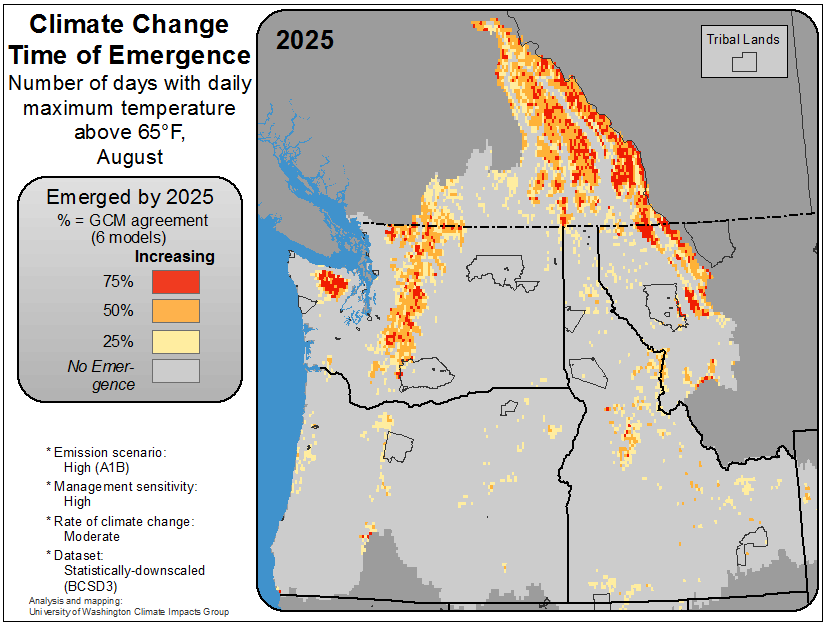 Climate Change
Time of Emergence
Number of days with daily
maximum temperature
above 65°F,
August
2025
Tribal Lands
Emerged by 2025
% = GCM agreement
(6 models)
Increasing
75%
50%
25%
No Emer-
gence
* Emission scenario:
High (A1B)
* Management sensitivity:
High
* Rate of climate change:
Moderate
* Dataset:
Statistically-downscaled
(BCSD3)
Analysis and mapping:
University of Washington Climate Impacts Group